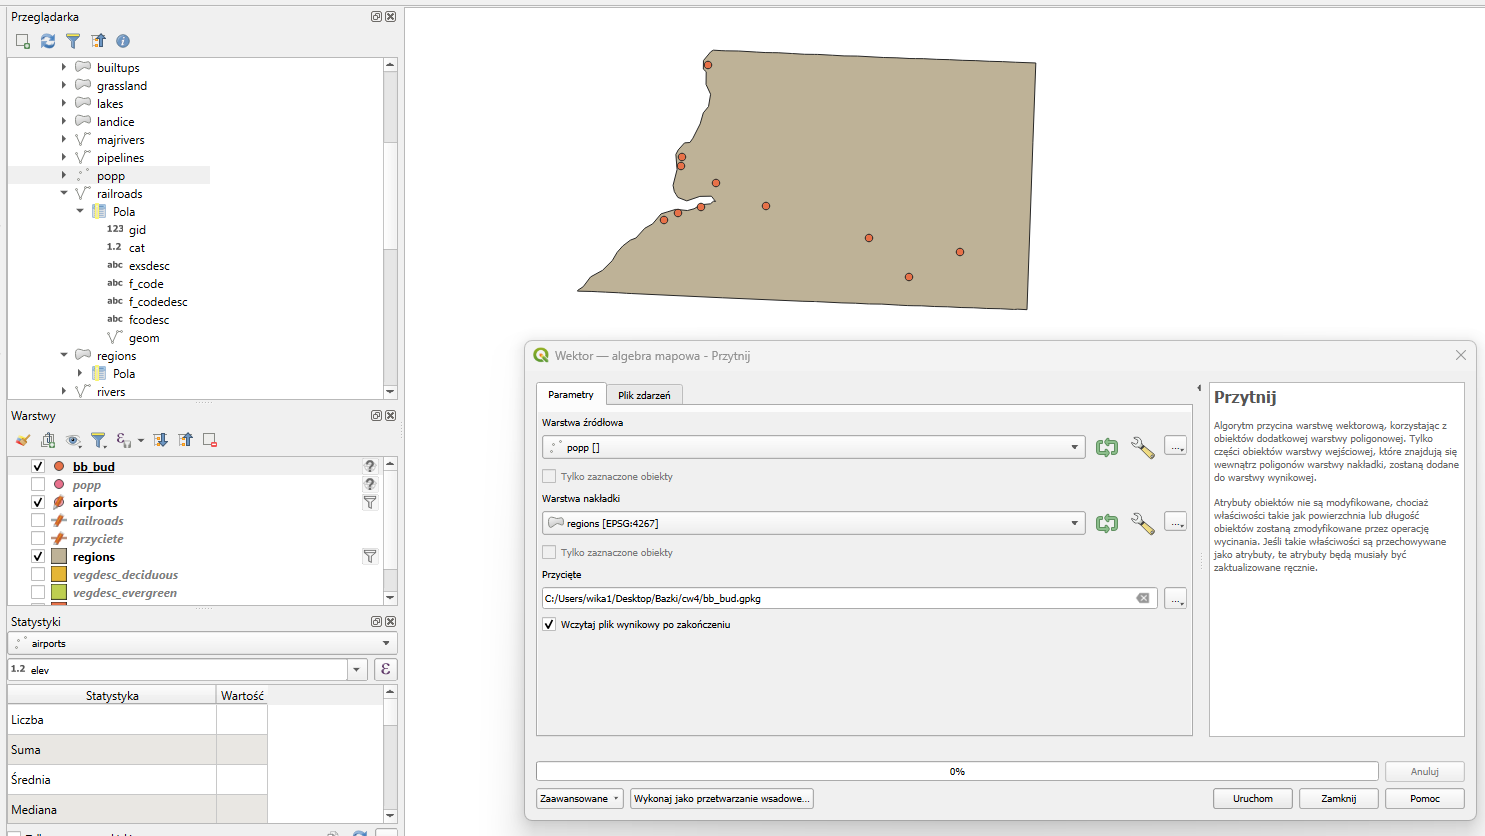 Przeglądarka
builtups
grassland
lakes
landice
majrivers
pipelines
popp
railroads
Pola
123 gid
1.2 cat
abc exsdesc
abc f_code
abc f_codedesc
abc fcodesc
geom
regions
Pola
rivers
Warstwy
bb_bud
popp
airports
railroads
przyciete
regions
vegdesc_deciduous
vegdesc_evergreen
Statystyki
airports
1.2 elev
ε
Statystyka Wartość
Liczba
Suma
Średnia
Mediana
Wektor — algebra mapowa - Przytnij
Parametry Plik zdarzeń
Warstwa źródłowa
popp []
…
Tylko zaznaczone obiekty
Warstwa nakładki
regions [EPSG:4267]
…
Tylko zaznaczone obiekty
Przycięte
C:/Users/wika1/Desktop/Bazki/cw4/bb_bud.gpkg
…
Wczytaj plik wynikowy po zakończeniu
Przytnij
Algorytm przycina warstwę wektorową, korzystając z
obiektów dodatkowej warstwy poligonowej. Tylko
części obiektów warstwy wejściowej, które znajdują się
wewnątrz poligonów warstwy nakładki, zostaną dodane
do warstwy wynikowej.
Atrybuty obiektów nie są modyfikowane, chociaż
właściwości takie jak powierzchnia lub długość
obiektów zostaną zmodyfikowane przez operację
wycinania. Jeśli takie właściwości są przechowywane
jako atrybuty, te atrybuty będą musiały być
zaktualizowane ręcznie.
0%
Anuluj
Zaawansowane
Wykonaj jako przetwarzanie wsadowe…
Uruchom
Zamknij
Pomoc